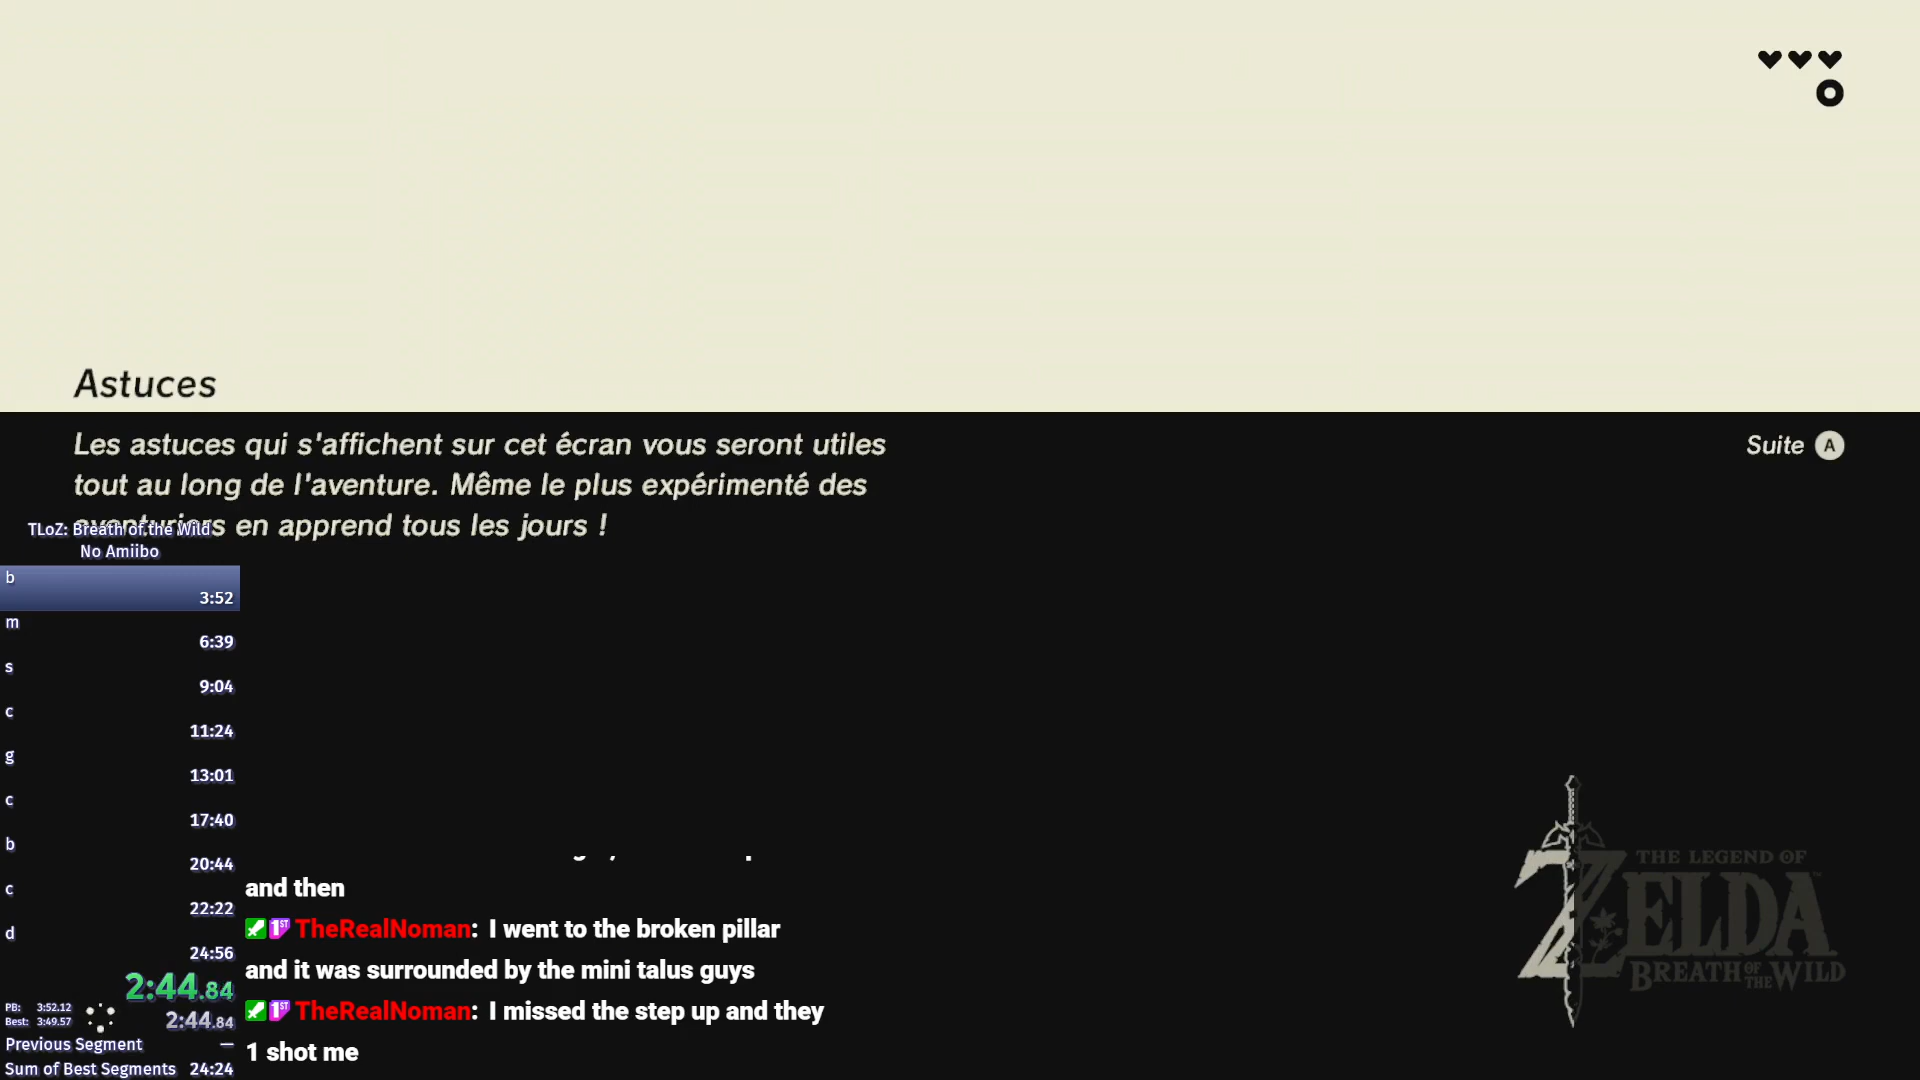 Astuces
Les astuces qui s'affichent sur cet écran vous seront utiles
tout au long de l'aventure. Même le plus expérimenté des
aventuriers en apprend tous les jours !
Suite A
TLoZ: Breath of the Wild
No Amiibo
b
3:52
m
6:39
s
9:04
c
11:24
g
13:01
c
17:40
b
20:44
c
22:22
d
24:56
2:44.84
PB: 3:52.12
Best: 3:49.57
2:44.84
Previous Segment —
Sum of Best Segments 24:24
and then
1ST TheRealNoman: I went to the broken pillar
and it was surrounded by the mini talus guys
1ST TheRealNoman: I missed the step up and they
1 shot me
THE LEGEND OF
ZELDA
BREATH OF THE WILD